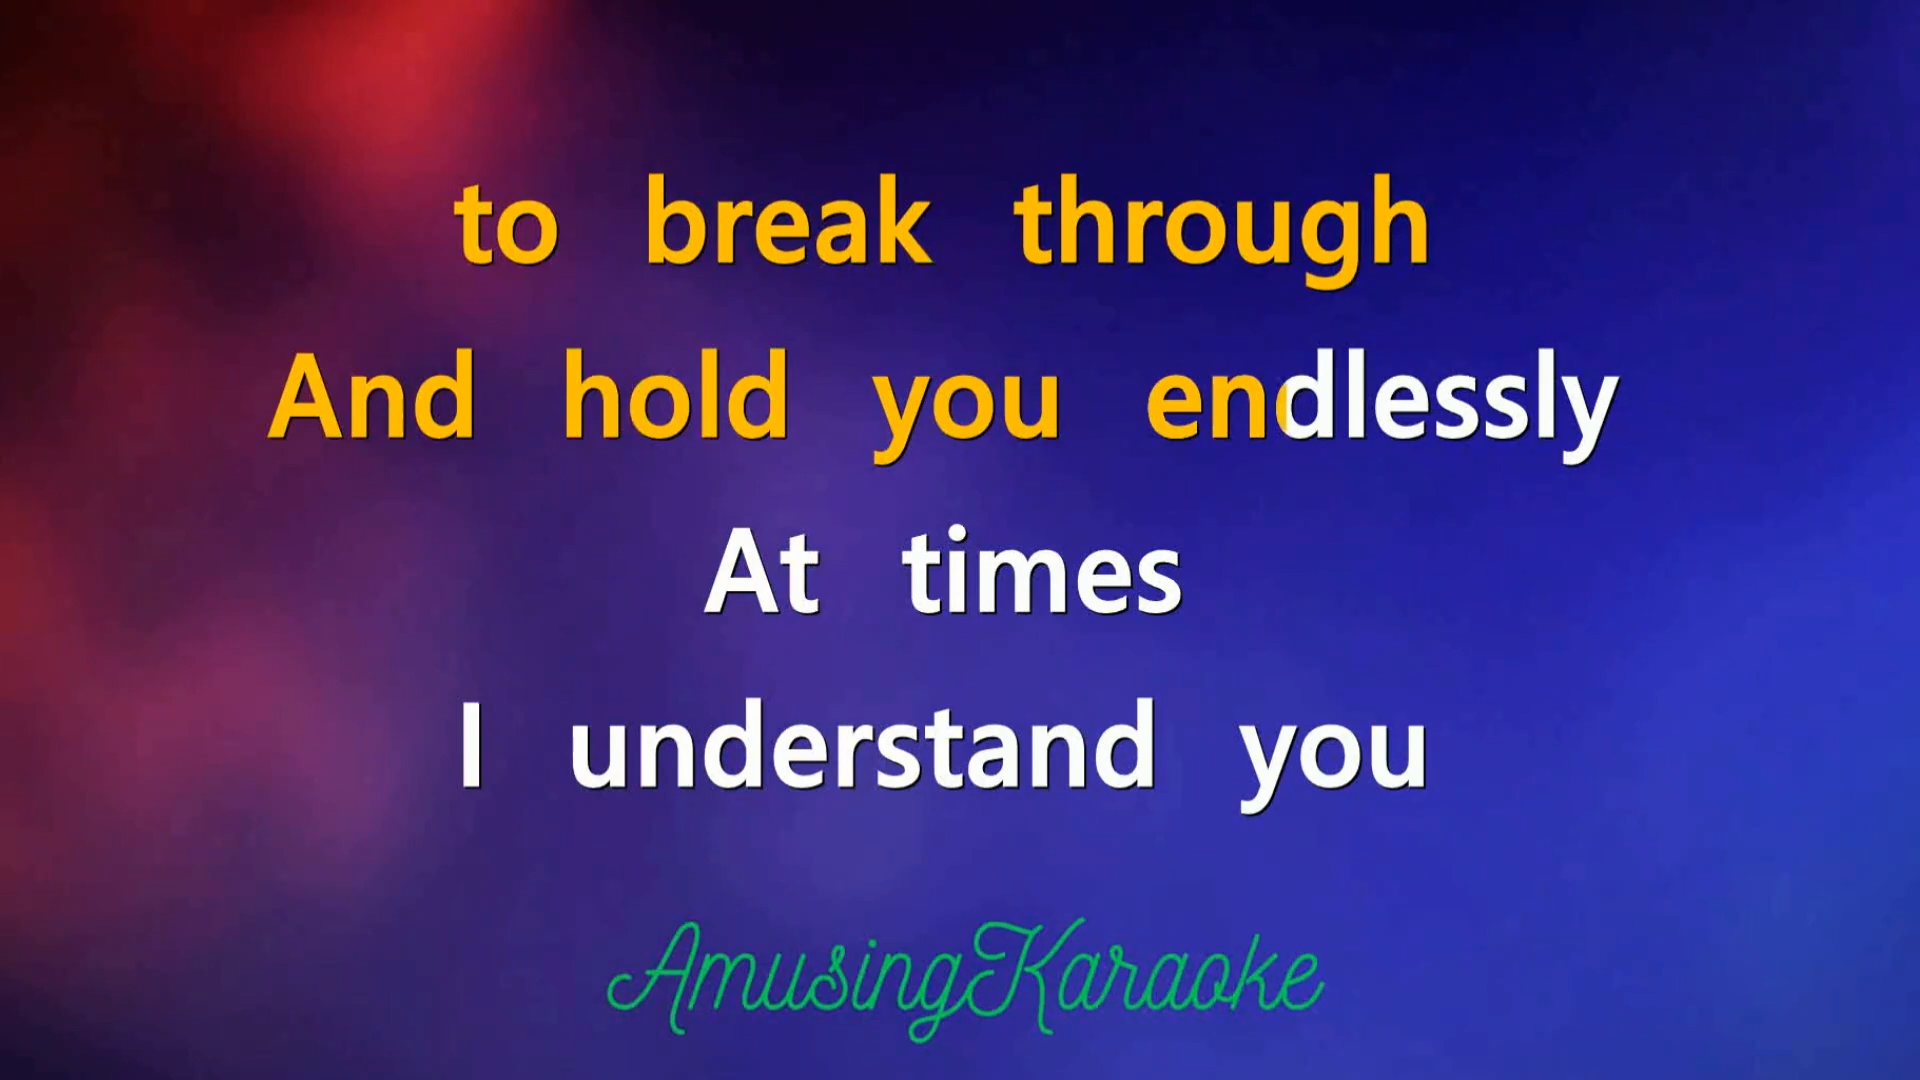 to break through
And hold you endlessly
At times
I understand you
AmusingKaraoke